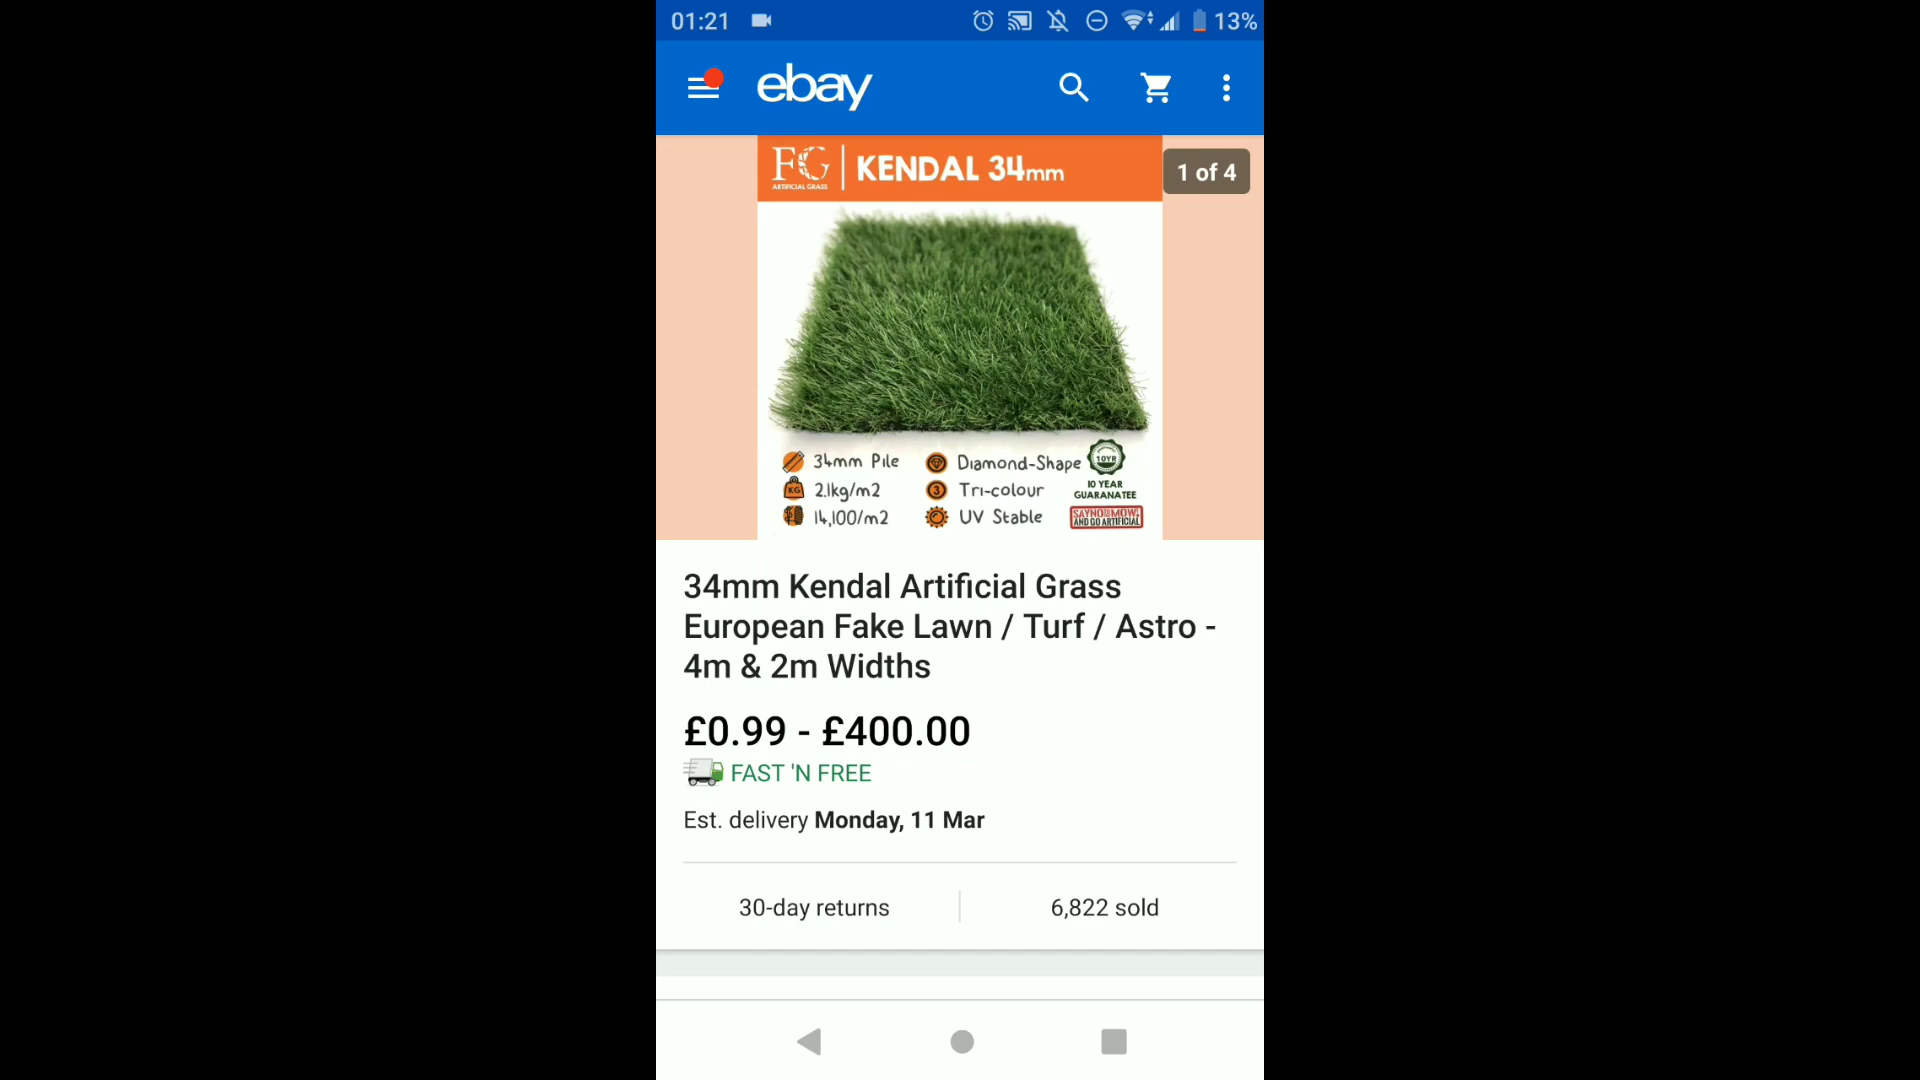 01:21 13%
ebay
FG ARTIFICIAL GRASS KENDAL 34mm
1 of 4
34mm Pile
Diamond-Shape
10YR
2.1kg/m2
KG
3
Tri-colour
10 YEAR
GUARANATEE
14,100/m2
UV Stable
SAY NO TO MOW!
AND GO ARTIFICIAL
34mm Kendal Artificial Grass
European Fake Lawn / Turf / Astro -
4m & 2m Widths
£0.99 - £400.00
FAST 'N FREE
Est. delivery Monday, 11 Mar
30-day returns
6,822 sold